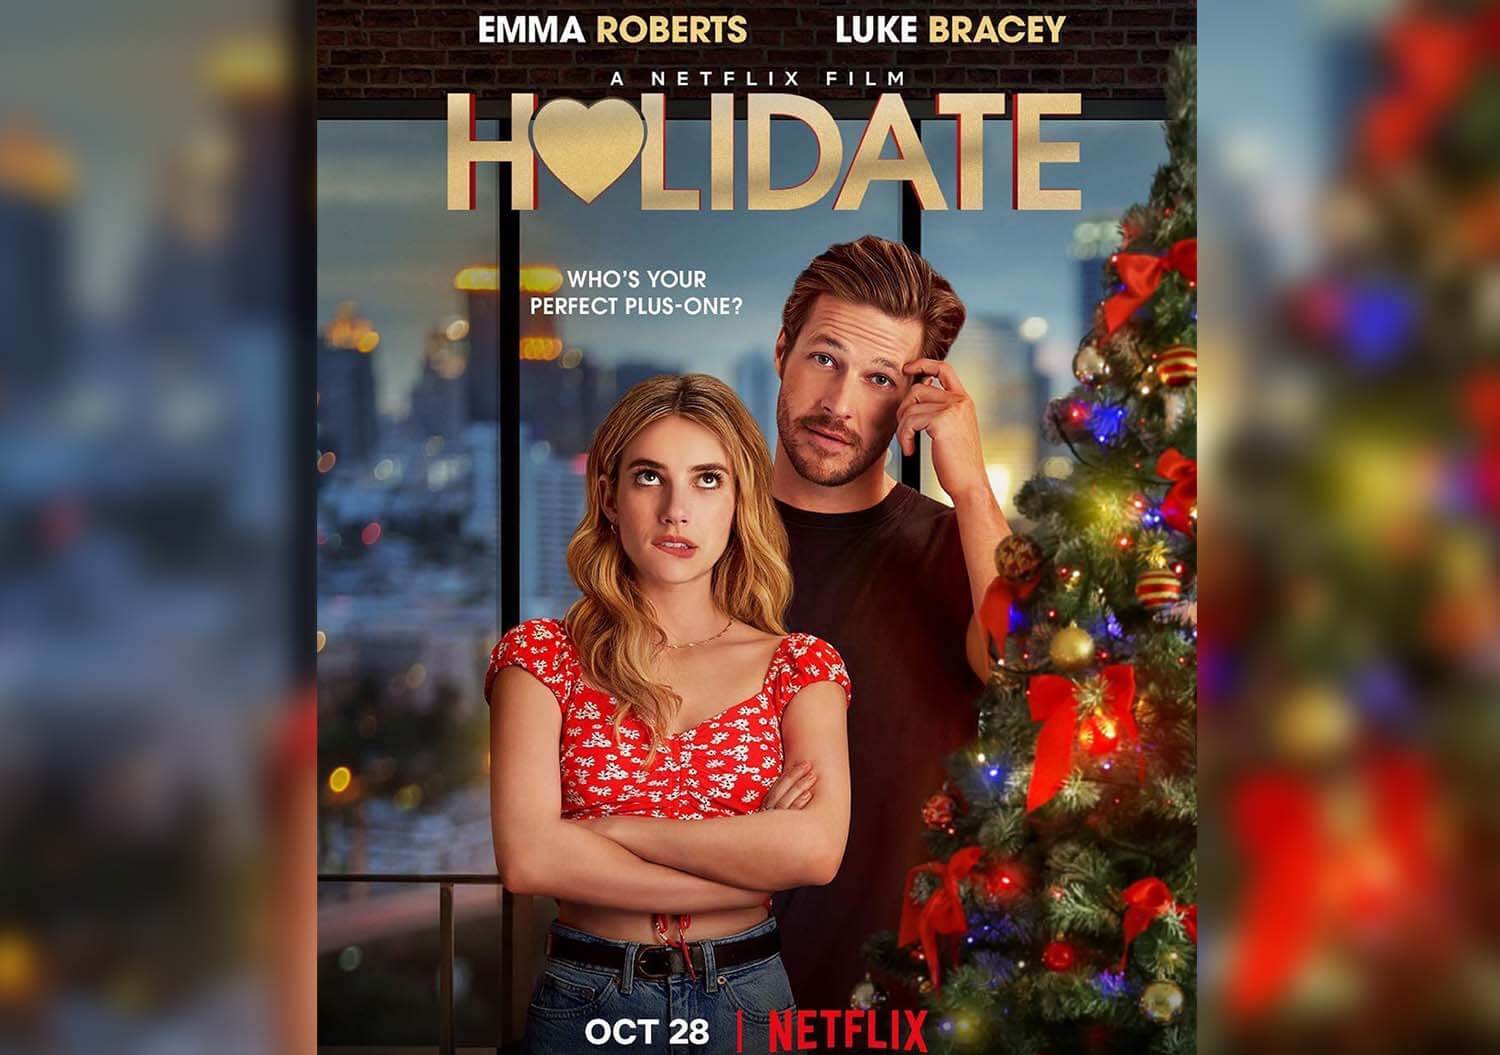 EMMA ROBERTS LUKE BRACEY
A NETFLIX FILM
HOLIDATE
WHO'S YOUR
PERFECT PLUS-ONE?
OCT 28 | NETFLIX